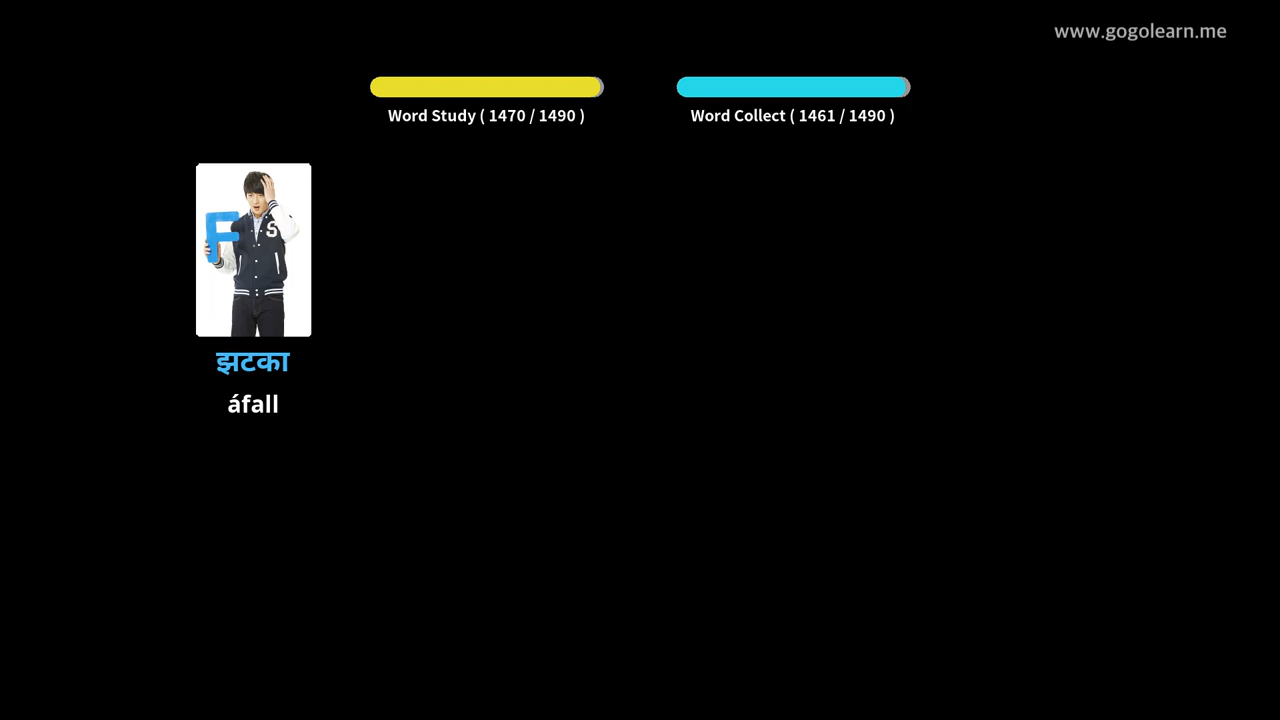 www.gogolearn.me
Word Study ( 1470 / 1490 )
Word Collect ( 1461 / 1490 )
F
S
झटका
áfall